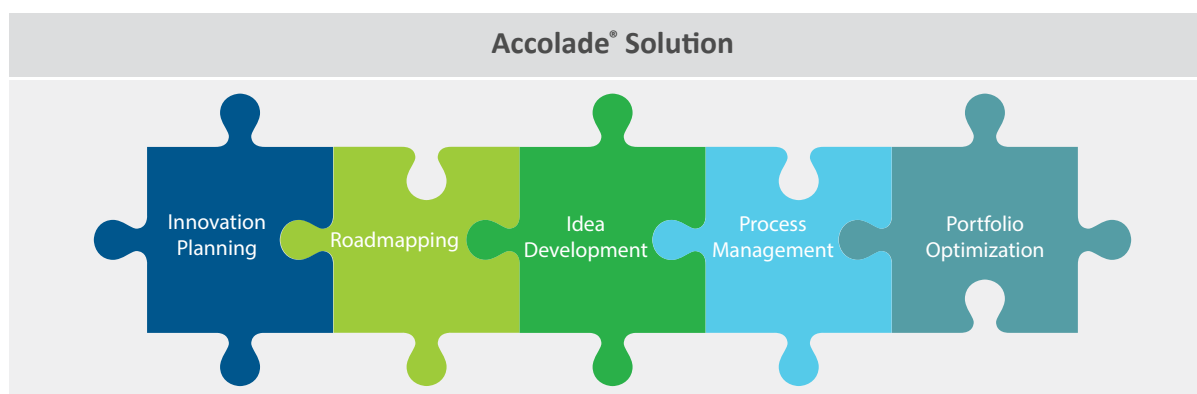 Accolade® Solution
Innovation
Planning
Roadmapping
Idea
Development
Process
Management
Portfolio
Optimization